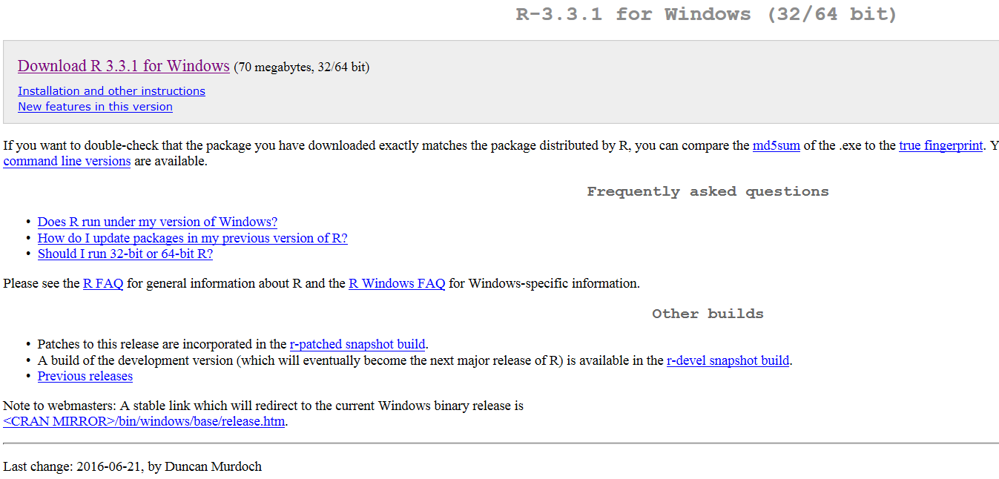 R-3.3.1 for Windows (32/64 bit)
Download R 3.3.1 for Windows (70 megabytes, 32/64 bit)
Installation and other instructions
New features in this version
If you want to double-check that the package you have downloaded exactly matches the package distributed by R, you can compare the md5sum of the .exe to the true fingerprint. Y
command line versions are available.
Frequently asked questions
• Does R run under my version of Windows?
• How do I update packages in my previous version of R?
• Should I run 32-bit or 64-bit R?
Please see the R FAQ for general information about R and the R Windows FAQ for Windows-specific information.
Other builds
• Patches to this release are incorporated in the r-patched snapshot build.
• A build of the development version (which will eventually become the next major release of R) is available in the r-devel snapshot build.
• Previous releases
Note to webmasters: A stable link which will redirect to the current Windows binary release is
<CRAN MIRROR>/bin/windows/base/release.htm.
Last change: 2016-06-21, by Duncan Murdoch